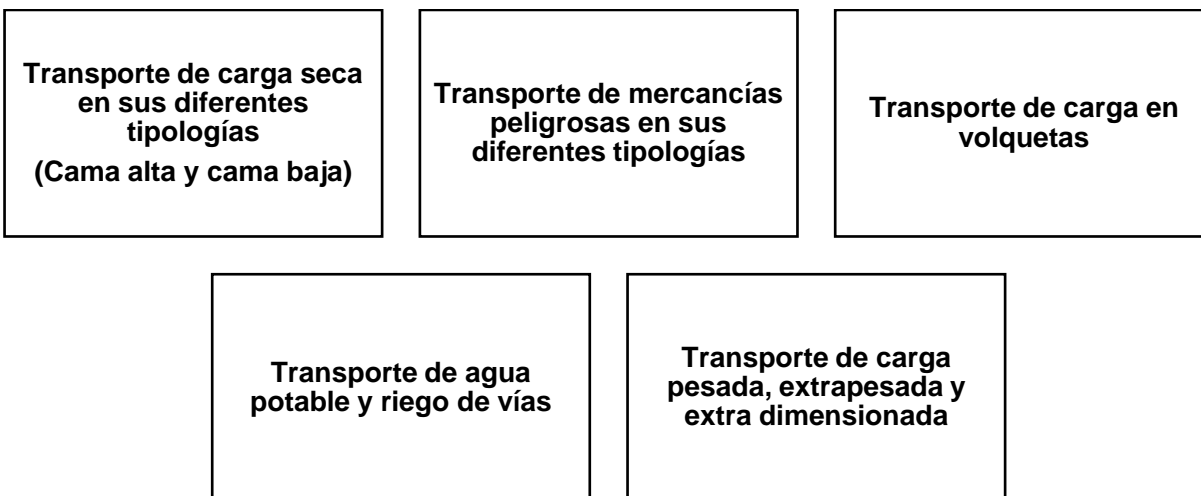 Transporte de carga seca
en sus diferentes
tipologías
(Cama alta y cama baja)
Transporte de mercancías
peligrosas en sus
diferentes tipologías
Transporte de carga en
volquetas
Transporte de agua
potable y riego de vías
Transporte de carga
pesada, extrapesada y
extra dimensionada